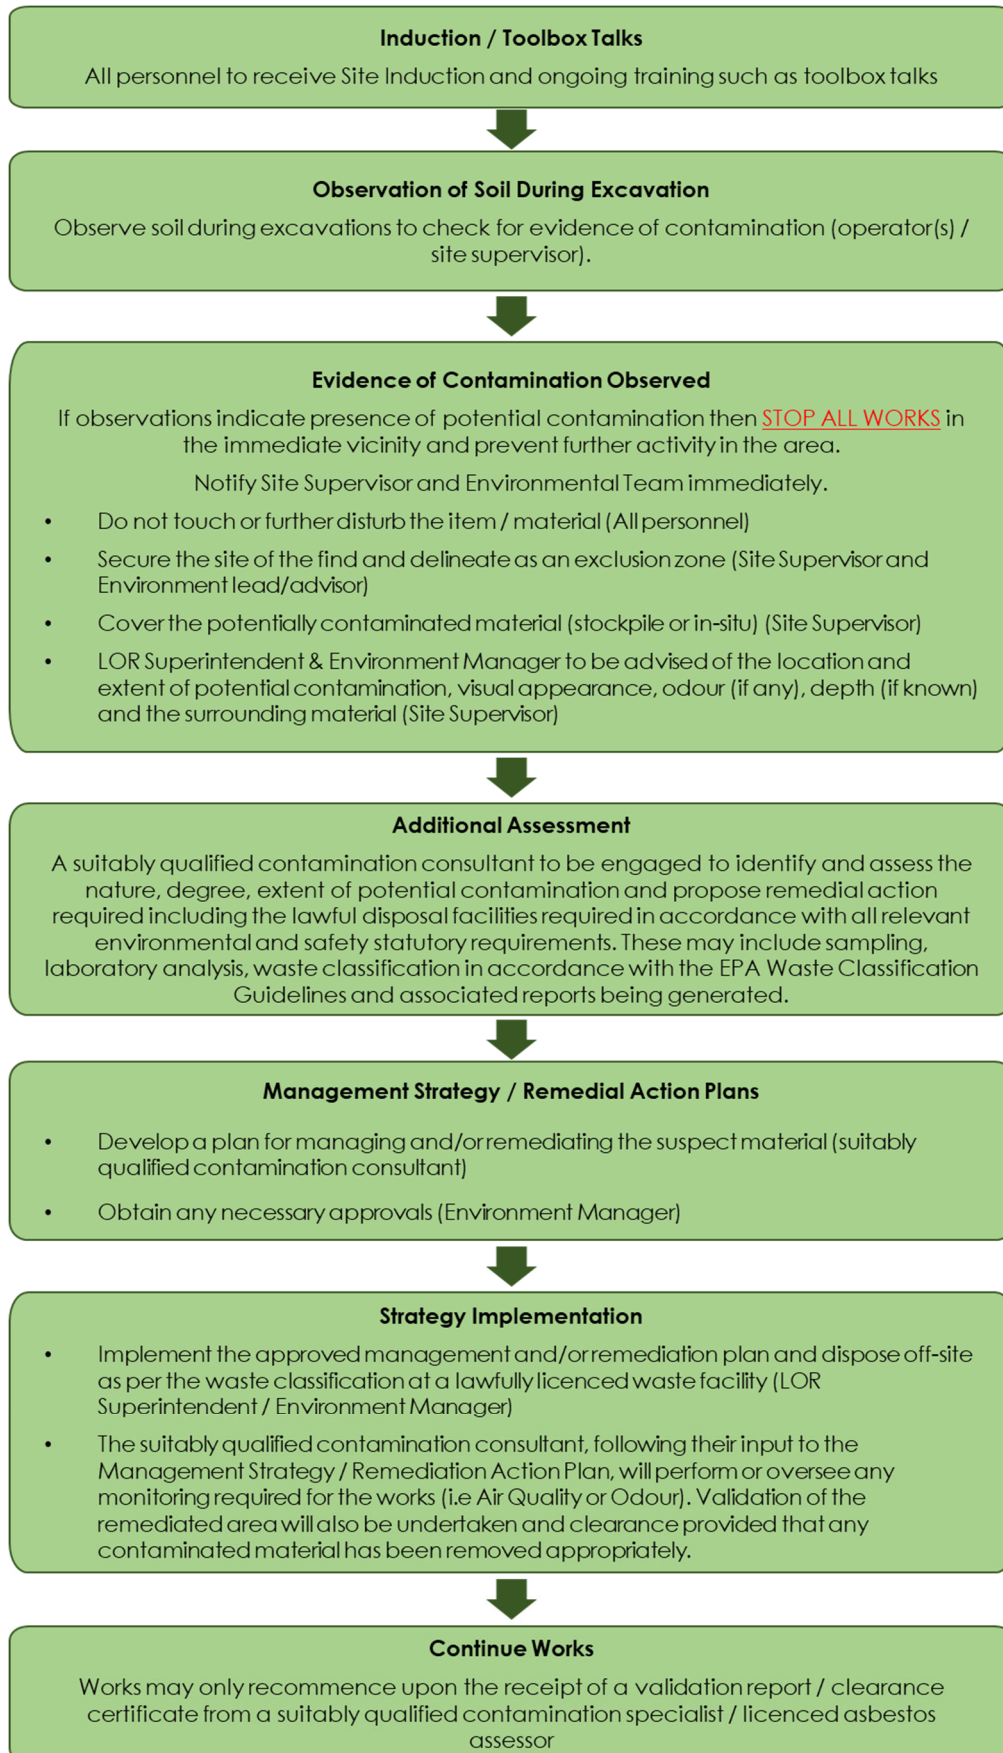 Induction / Toolbox Talks
All personnel to receive Site Induction and ongoing training such as toolbox talks
Observation of Soil During Excavation
Observe soil during excavations to check for evidence of contamination (operator(s) /
site supervisor).
Evidence of Contamination Observed
If observations indicate presence of potential contamination then STOP ALL WORKS in
the immediate vicinity and prevent further activity in the area.
Notify Site Supervisor and Environmental Team immediately.
• Do not touch or further disturb the item / material (All personnel)
• Secure the site of the find and delineate as an exclusion zone (Site Supervisor and
Environment lead/advisor)
• Cover the potentially contaminated material (stockpile or in-situ) (Site Supervisor)
• LOR Superintendent & Environment Manager to be advised of the location and
extent of potential contamination, visual appearance, odour (if any), depth (if known)
and the surrounding material (Site Supervisor)
Additional Assessment
A suitably qualified contamination consultant to be engaged to identify and assess the
nature, degree, extent of potential contamination and propose remedial action
required including the lawful disposal facilities required in accordance with all relevant
environmental and safety statutory requirements. These may include sampling,
laboratory analysis, waste classification in accordance with the EPA Waste Classification
Guidelines and associated reports being generated.
Management Strategy / Remedial Action Plans
• Develop a plan for managing and/or remediating the suspect material (suitably
qualified contamination consultant)
• Obtain any necessary approvals (Environment Manager)
Strategy Implementation
• Implement the approved management and/or remediation plan and dispose off-site
as per the waste classification at a lawfully licenced waste facility (LOR
Superintendent / Environment Manager)
• The suitably qualified contamination consultant, following their input to the
Management Strategy / Remediation Action Plan, will perform or oversee any
monitoring required for the works (i.e Air Quality or Odour). Validation of the
remediated area will also be undertaken and clearance provided that any
contaminated material has been removed appropriately.
Continue Works
Works may only recommence upon the receipt of a validation report / clearance
certificate from a suitably qualified contamination specialist / licenced asbestos
assessor